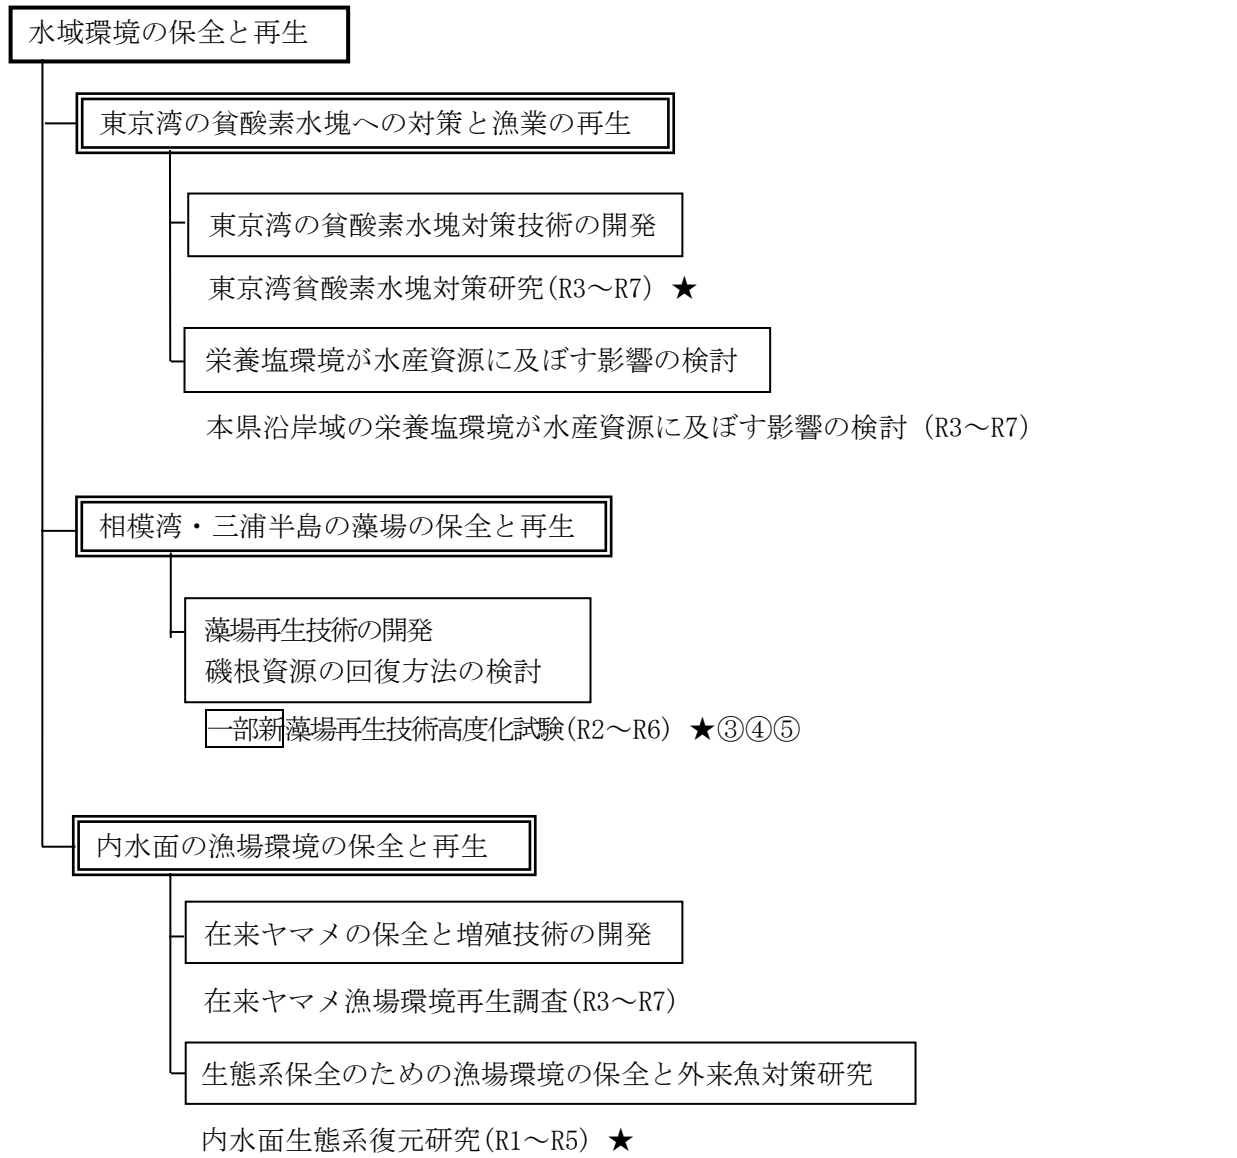 水域環境の保全と再生
東京湾の貧酸素水塊への対策と漁業の再生
東京湾の貧酸素水塊対策技術の開発
東京湾貧酸素水塊対策研究(R3～R7) ★
栄養塩環境が水産資源に及ぼす影響の検討
本県沿岸域の栄養塩環境が水産資源に及ぼす影響の検討 (R3～R7)
相模湾・三浦半島の藻場の保全と再生
藻場再生技術の開発
磯根資源の回復方法の検討
一部新藻場再生技術高度化試験(R2～R6) ★③④⑤
内水面の漁場環境の保全と再生
在来ヤマメの保全と増殖技術の開発
在来ヤマメ漁場環境再生調査(R3～R7)
生態系保全のための漁場環境の保全と外来魚対策研究
内水面生態系復元研究(R1～R5) ★